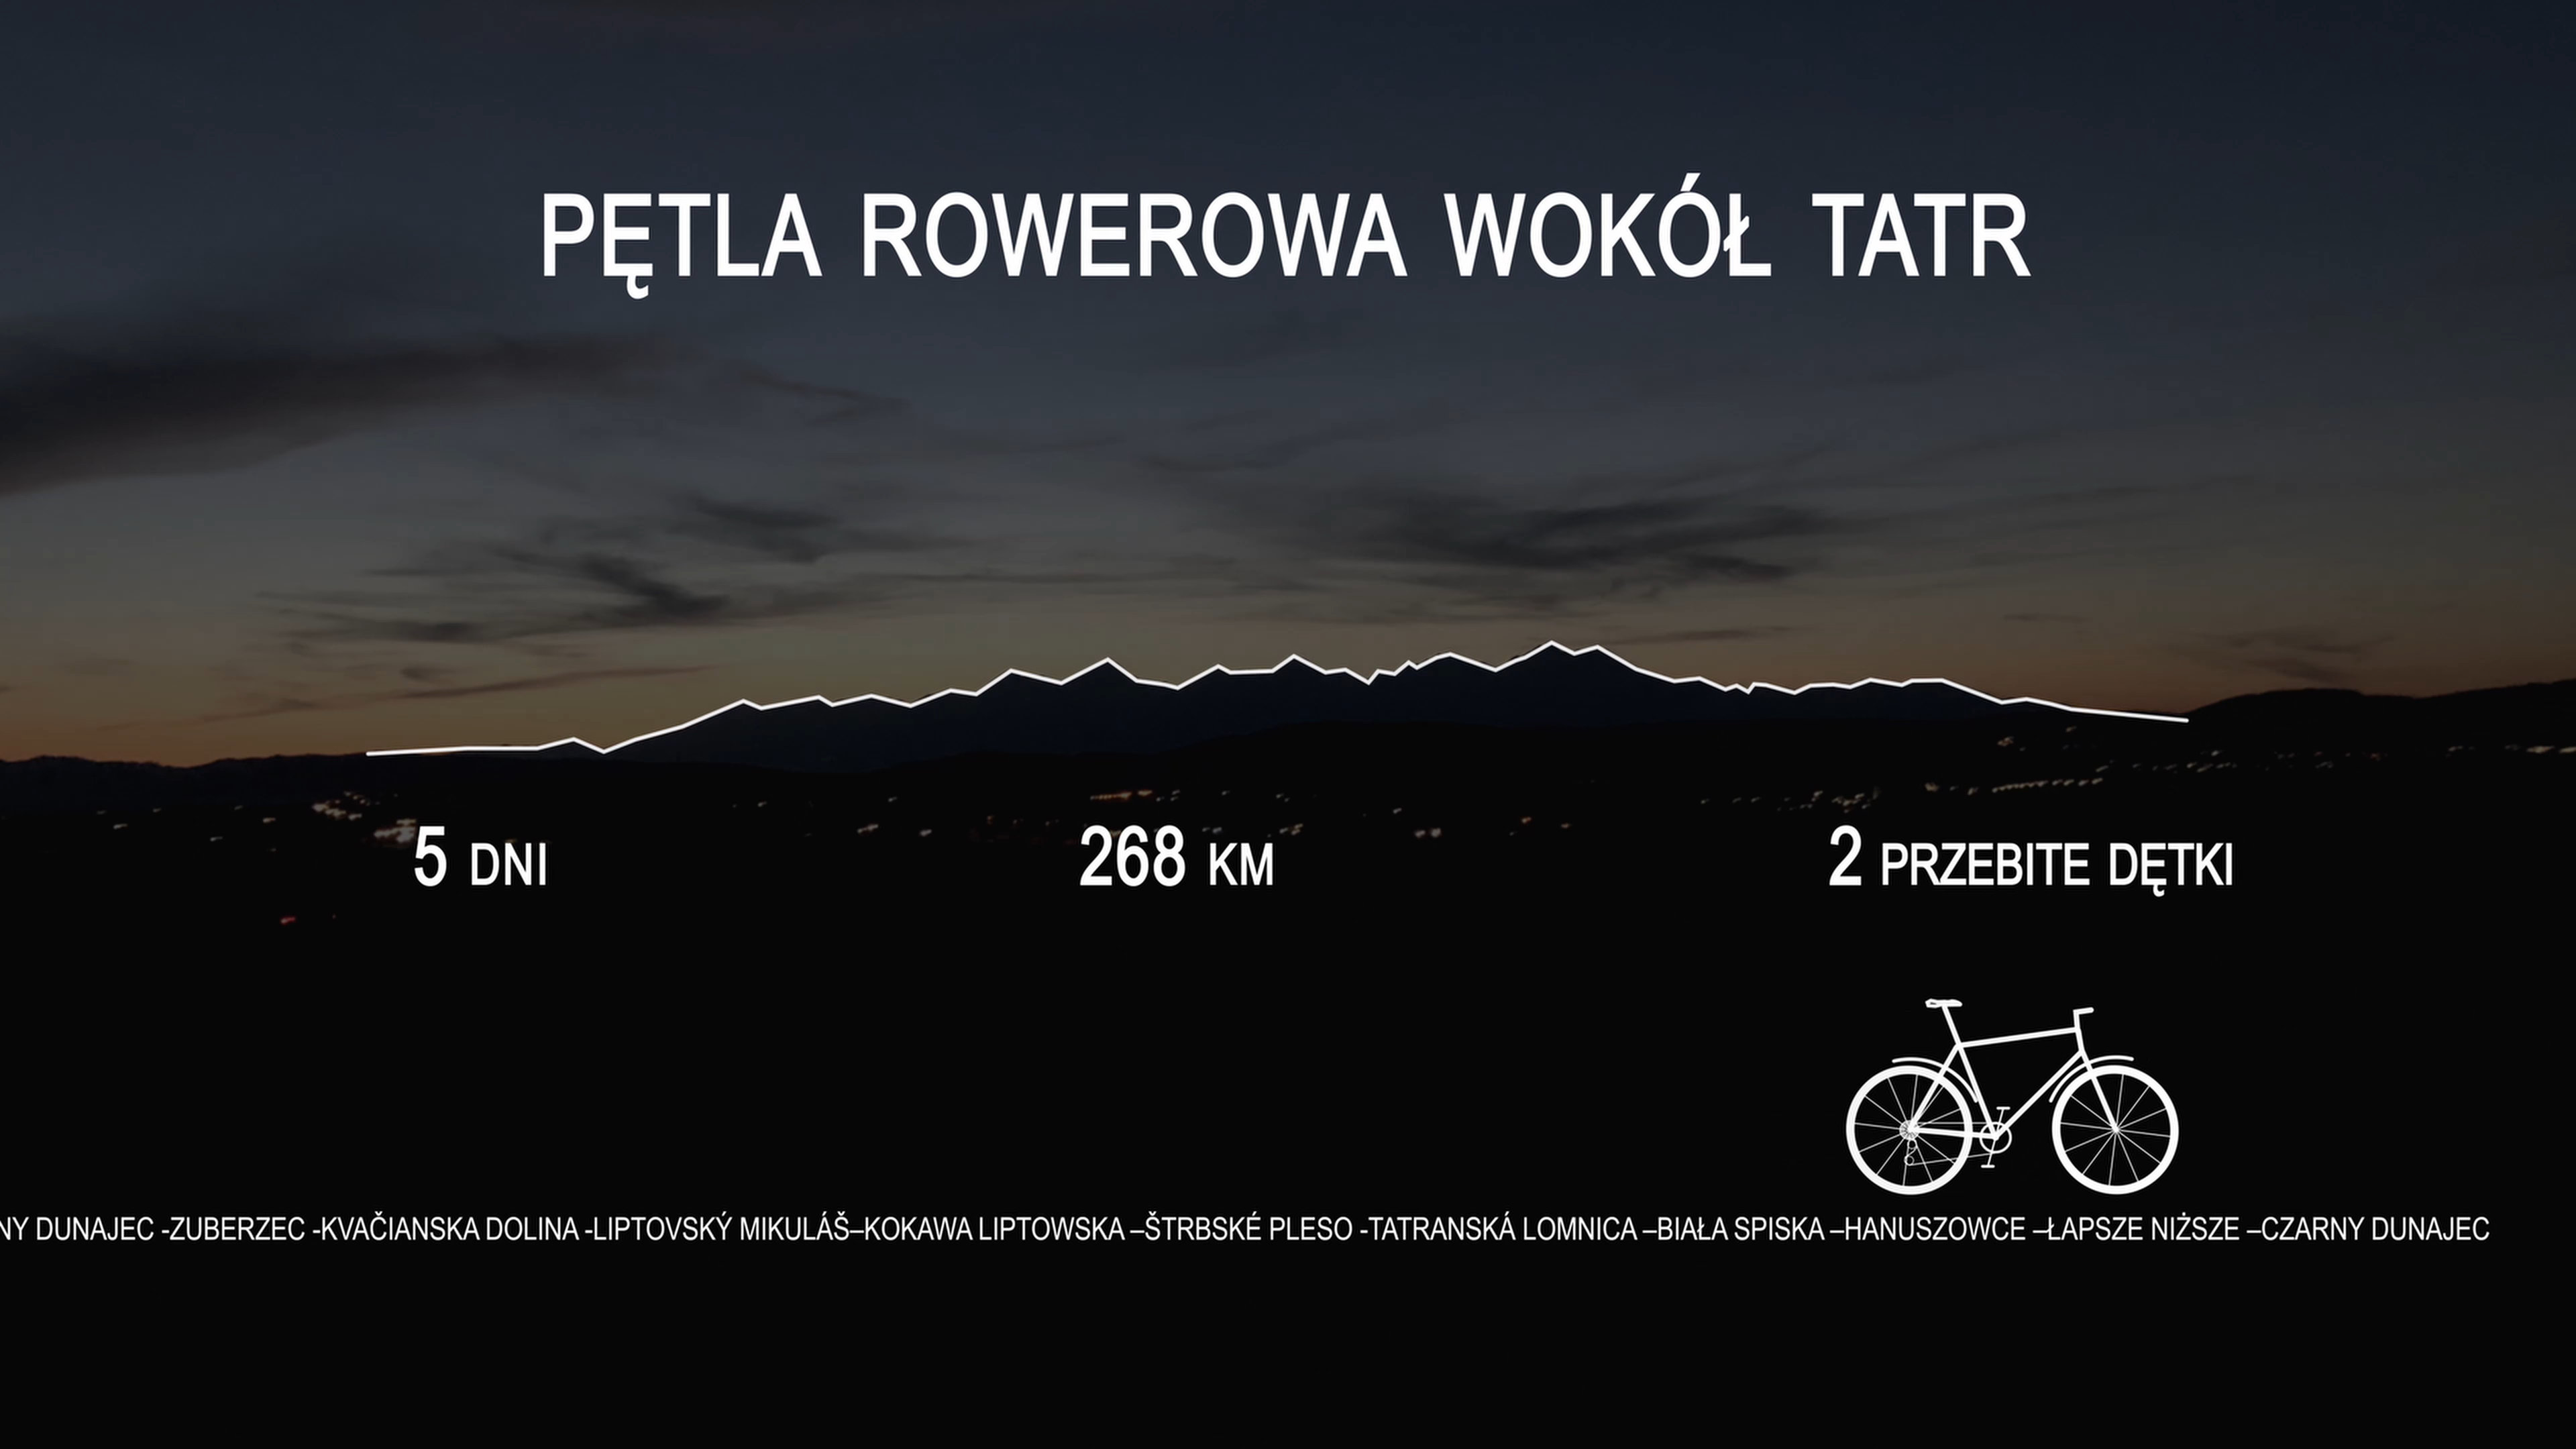 PĘTLA ROWEROWA WOKÓŁ TATR
5 DNI
268 KM
2 PRZEBITE DĘTKI
NY DUNAJEC -ZUBERZEC -KVAČIANSKA DOLINA -LIPTOVSKÝ MIKULÁŠ–KOKAWA LIPTOWSKA –ŠTRBSKÉ PLESO -TATRANSKÁ LOMNICA –BIAŁA SPISKA –HANUSZOWCE –ŁAPSZE NIŻSZE –CZARNY DUNAJEC